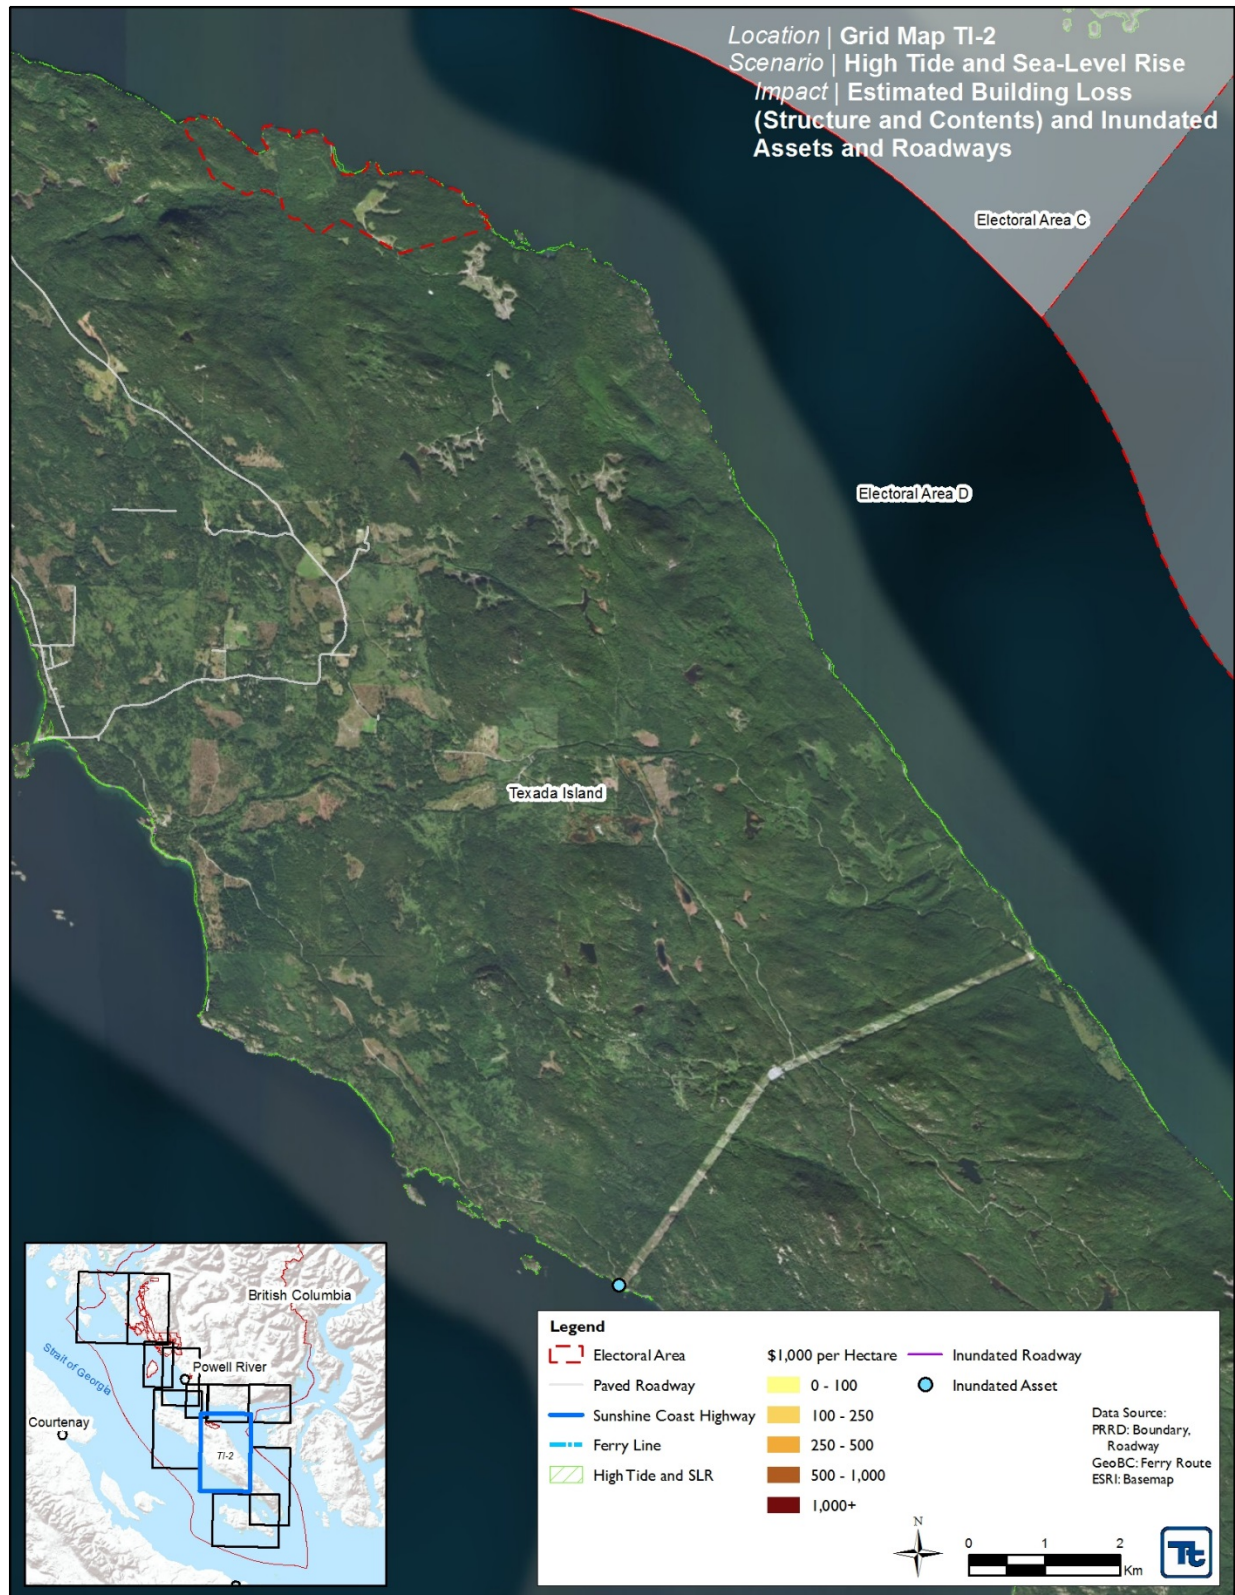 Location | Grid Map TI-2
Scenario | High Tide and Sea-Level Rise
Impact | Estimated Building Loss
(Structure and Contents) and Inundated
Assets and Roadways
Electoral Area C
Electoral Area D
Texada Island
British Columbia
Strait of Georgia
Powell River
Courtenay
TI-2
Legend
Electoral Area
Paved Roadway
Sunshine Coast Highway
Ferry Line
High Tide and SLR
$1,000 per Hectare
0 - 100
100 - 250
250 - 500
500 - 1,000
1,000+
Inundated Roadway
Inundated Asset
Data Source:
PRRD: Boundary,
Roadway
GeoBC: Ferry Route
ESRI: Basemap
N
0 1 2
Km
Tt